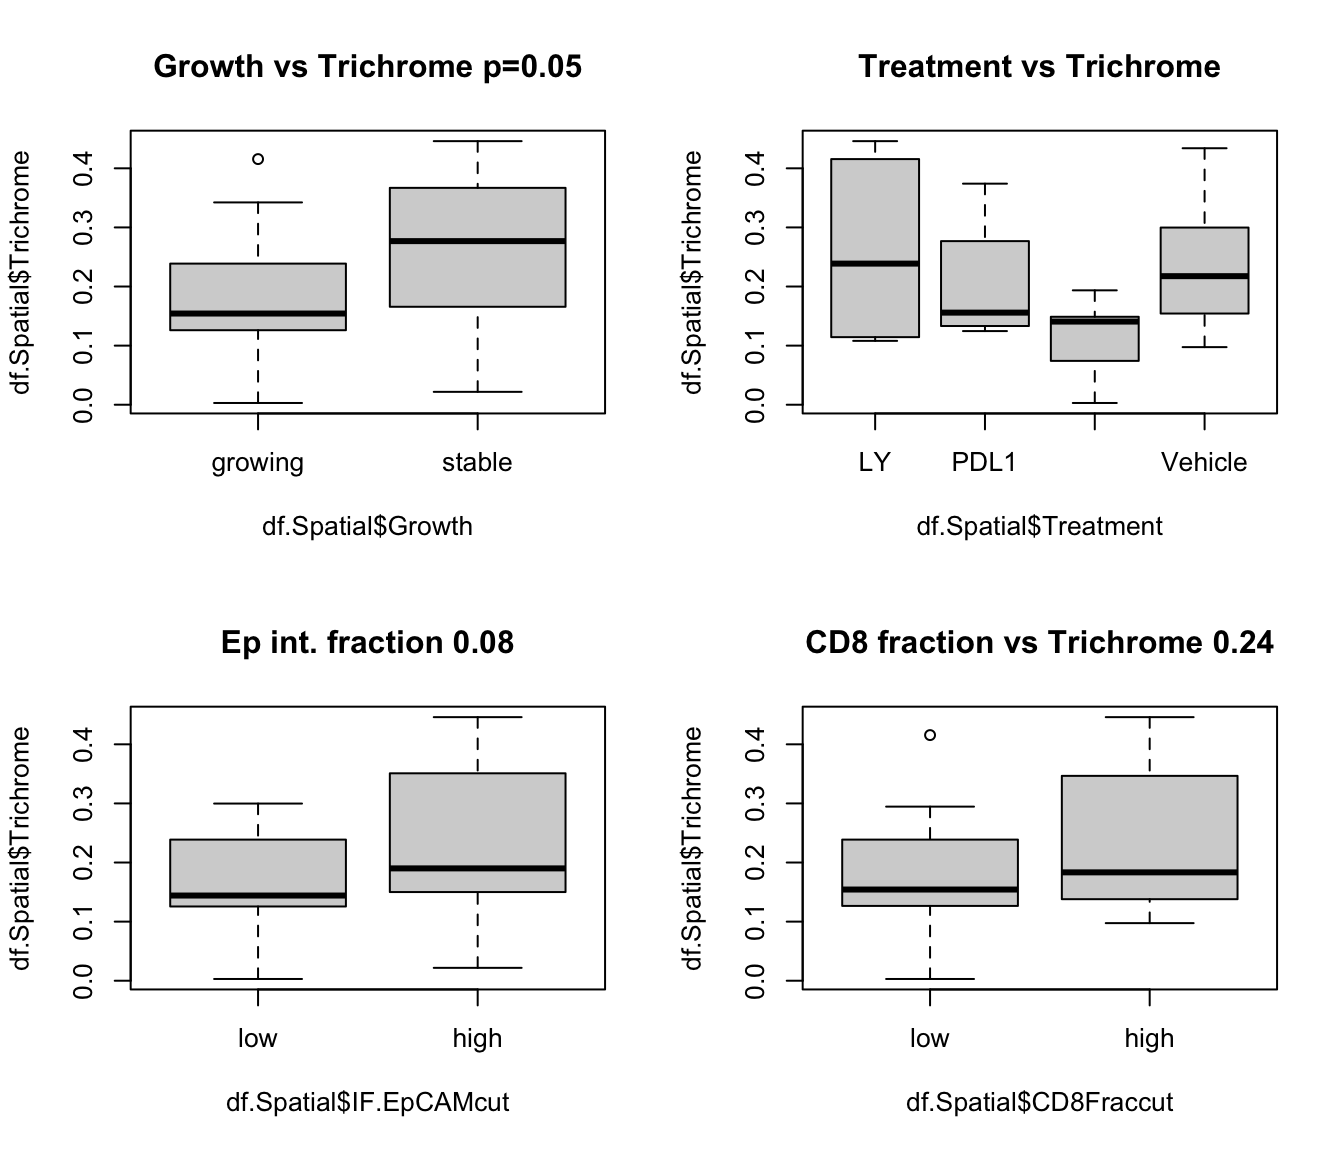 Growth vs Trichrome p=0.05
df.Spatial$Trichrome
0.4
0.3
0.2
0.1
0.0
growing stable
df.Spatial$Growth
Treatment vs Trichrome
df.Spatial$Trichrome
0.4
0.3
0.2
0.1
0.0
LY PDL1 Vehicle
df.Spatial$Treatment
Ep int. fraction 0.08
df.Spatial$Trichrome
0.4
0.3
0.2
0.1
0.0
low high
df.Spatial$IF.EpCAMcut
CD8 fraction vs Trichrome 0.24
df.Spatial$Trichrome
0.4
0.3
0.2
0.1
0.0
low high
df.Spatial$CD8Fraccut